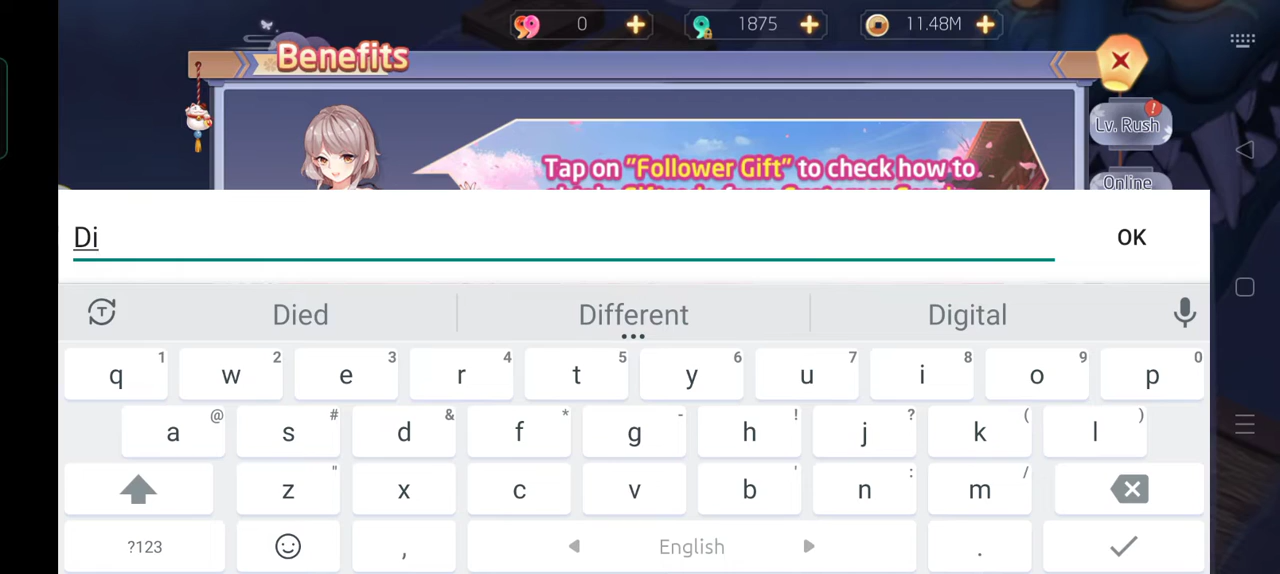 0 1875 11.48M
Benefits
Lv. Rush !
Tap on "Follower Gift" to check how to
Online
Di OK
Died Different Digital
q 1 w 2 e 3 r 4 t 5 y 6 u 7 i 8 o 9 p 0
a @ s # d & f * g - h ! j ? k ( l )
z " x c v b ' n : m /
?123 , English .